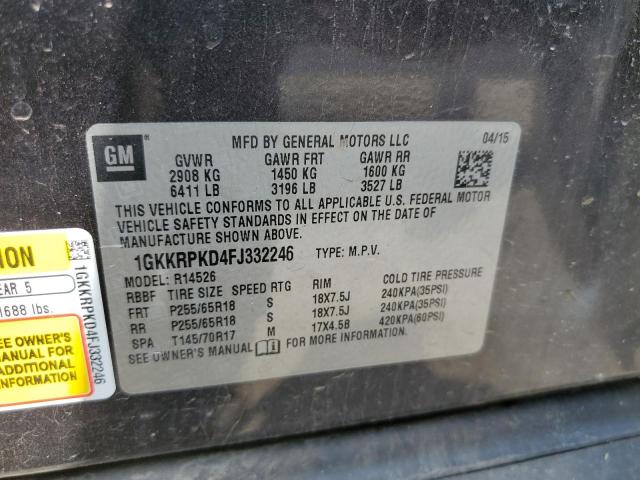 GM
MFD BY GENERAL MOTORS LLC 04/15
GVWR GAWR FRT GAWR RR
2908 KG 1450 KG 1600 KG
6411 LB 3196 LB 3527 LB
THIS VEHICLE CONFORMS TO ALL APPLICABLE U.S. FEDERAL MOTOR
VEHICLE SAFETY STANDARDS IN EFFECT ON THE DATE OF
MANUFACTURE SHOWN ABOVE.
1GKKRPKD4FJ332246 TYPE: M.P.V.
MODEL: R14526
RBBF TIRE SIZE SPEED RTG RIM COLD TIRE PRESSURE
FRT P255/65R18 S 18X7.5J 240KPA(35PSI)
RR P255/65R18 S 18X7.5J 240KPA(35PSI)
SPA T145/70R17 M 17X4.5B 420KPA(60PSI)
SEE OWNER'S MANUAL FOR MORE INFORMATION.
ION
EAR 5
1688 lbs.
SEE OWNER'S
MANUAL FOR
ADDITIONAL
INFORMATION
1GKKRPKD4FJ332246